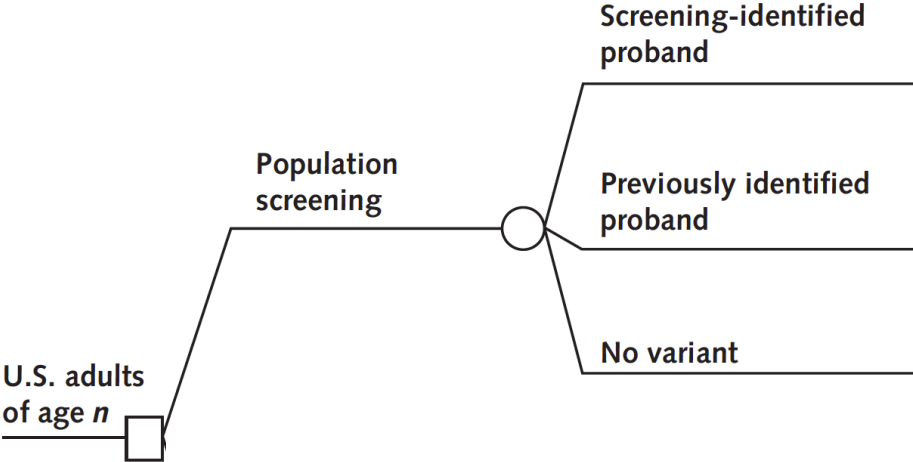 Screening-identified
proband
Population
screening
Previously identified
proband
No variant
U.S. adults
of age n